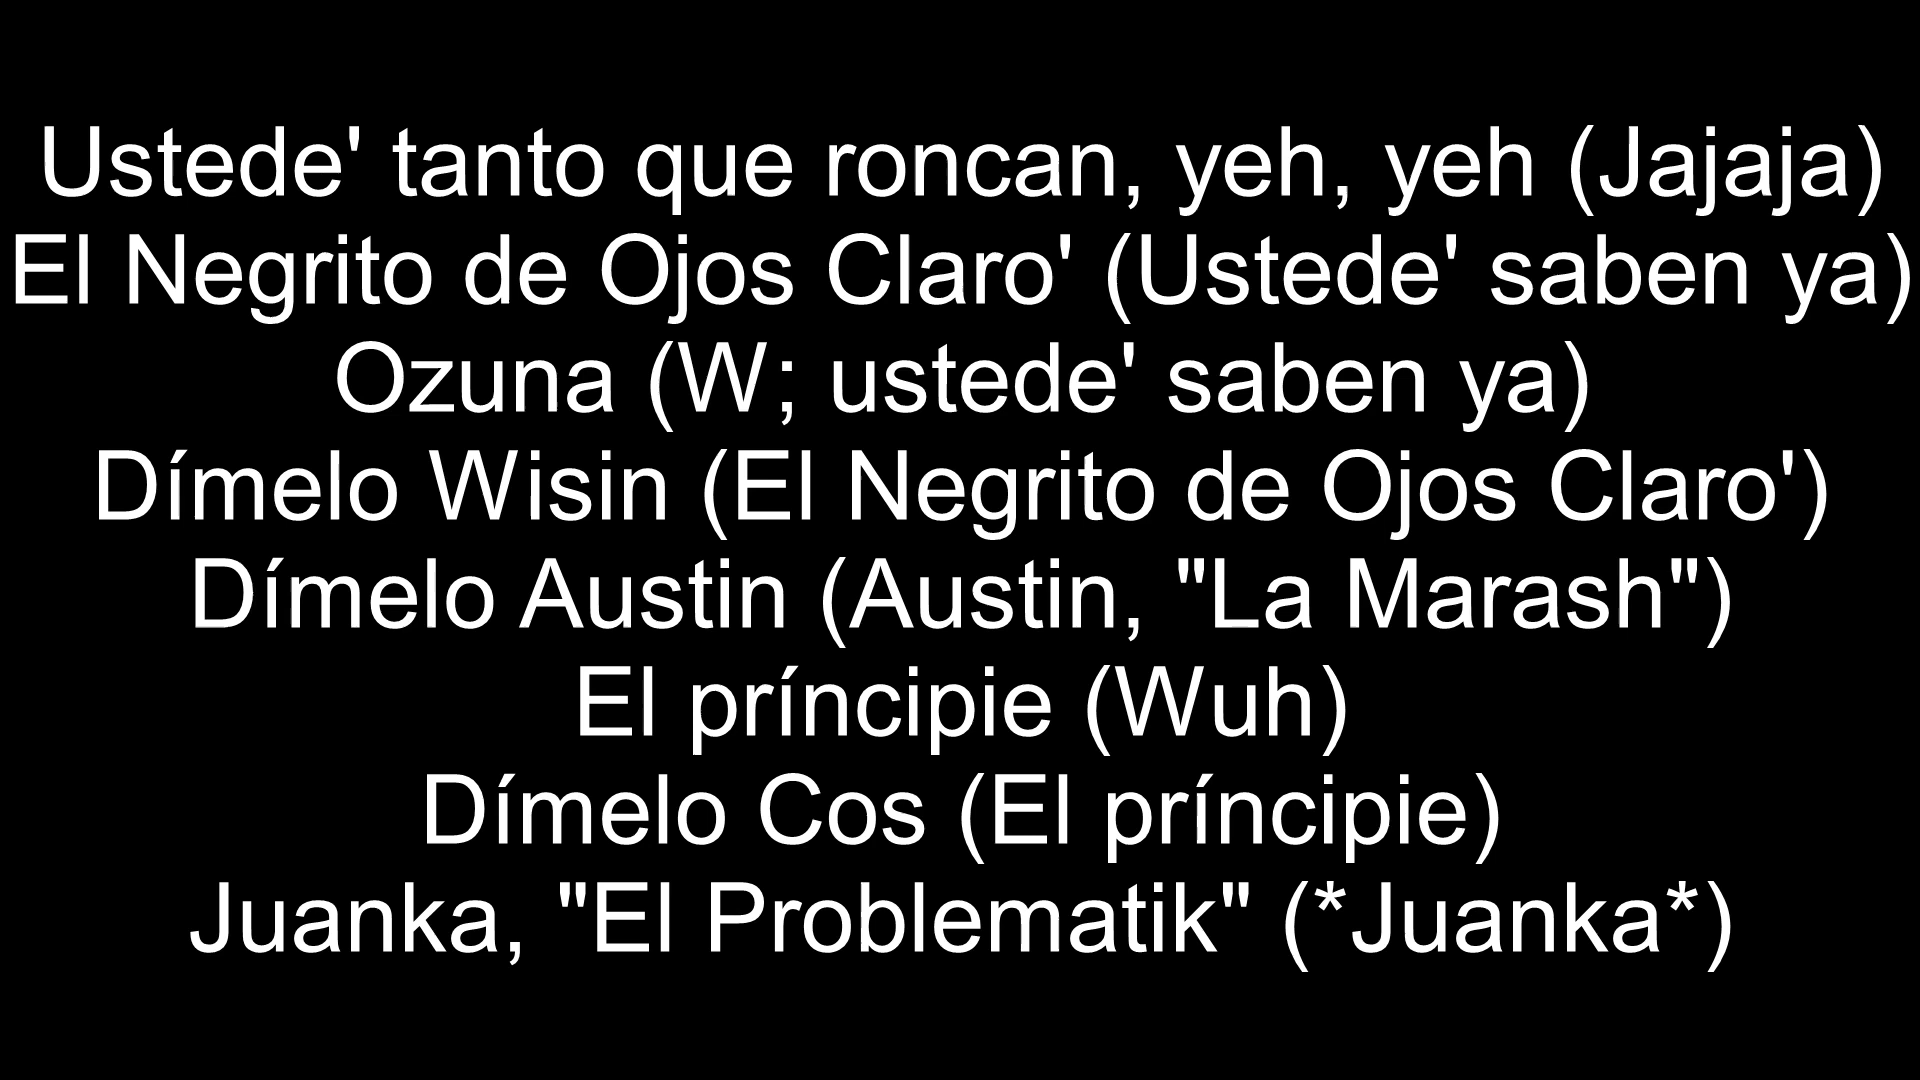 Ustede' tanto que roncan, yeh, yeh (Jajaja)
El Negrito de Ojos Claro' (Ustede' saben ya)
Ozuna (W; ustede' saben ya)
Dímelo Wisin (El Negrito de Ojos Claro')
Dímelo Austin (Austin, "La Marash")
El príncipie (Wuh)
Dímelo Cos (El príncipie)
Juanka, "El Problematik" (*Juanka*)